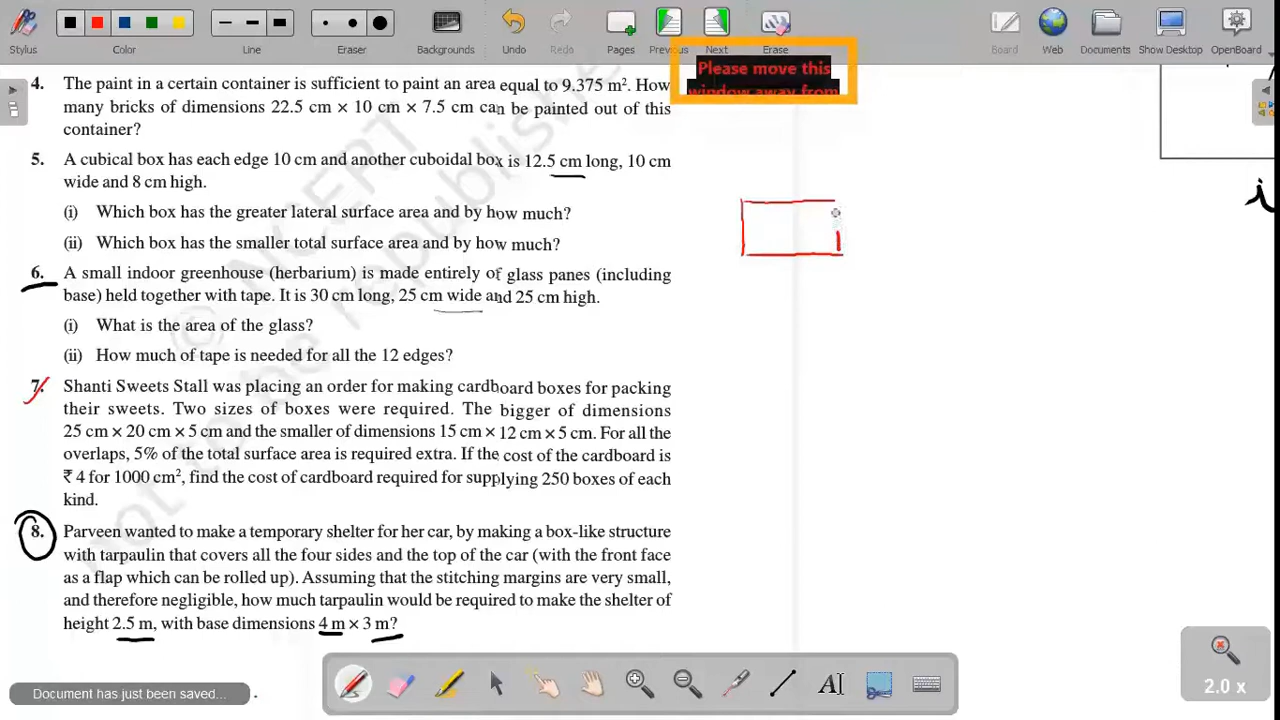 Stylus
Color
Line
Eraser
Backgrounds
Undo
Redo
Pages
Previous
Next
Erase
Board
Web
Documents
Show Desktop
OpenBoard
Please move this
window away from
4. The paint in a certain container is sufficient to paint an area equal to 9.375 m². How
many bricks of dimensions 22.5 cm × 10 cm × 7.5 cm can be painted out of this
container?
5. A cubical box has each edge 10 cm and another cuboidal box is 12.5 cm long, 10 cm
wide and 8 cm high.
(i) Which box has the greater lateral surface area and by how much?
(ii) Which box has the smaller total surface area and by how much?
6. A small indoor greenhouse (herbarium) is made entirely of glass panes (including
base) held together with tape. It is 30 cm long, 25 cm wide and 25 cm high.
(i) What is the area of the glass?
(ii) How much of tape is needed for all the 12 edges?
7. Shanti Sweets Stall was placing an order for making cardboard boxes for packing
their sweets. Two sizes of boxes were required. The bigger of dimensions
25 cm × 20 cm × 5 cm and the smaller of dimensions 15 cm × 12 cm × 5 cm. For all the
overlaps, 5% of the total surface area is required extra. If the cost of the cardboard is
₹ 4 for 1000 cm², find the cost of cardboard required for supplying 250 boxes of each
kind.
8. Parveen wanted to make a temporary shelter for her car, by making a box-like structure
with tarpaulin that covers all the four sides and the top of the car (with the front face
as a flap which can be rolled up). Assuming that the stitching margins are very small,
and therefore negligible, how much tarpaulin would be required to make the shelter of
height 2.5 m, with base dimensions 4 m × 3 m?
© NCERT
not to be republished
Document has just been saved...
2.0 x